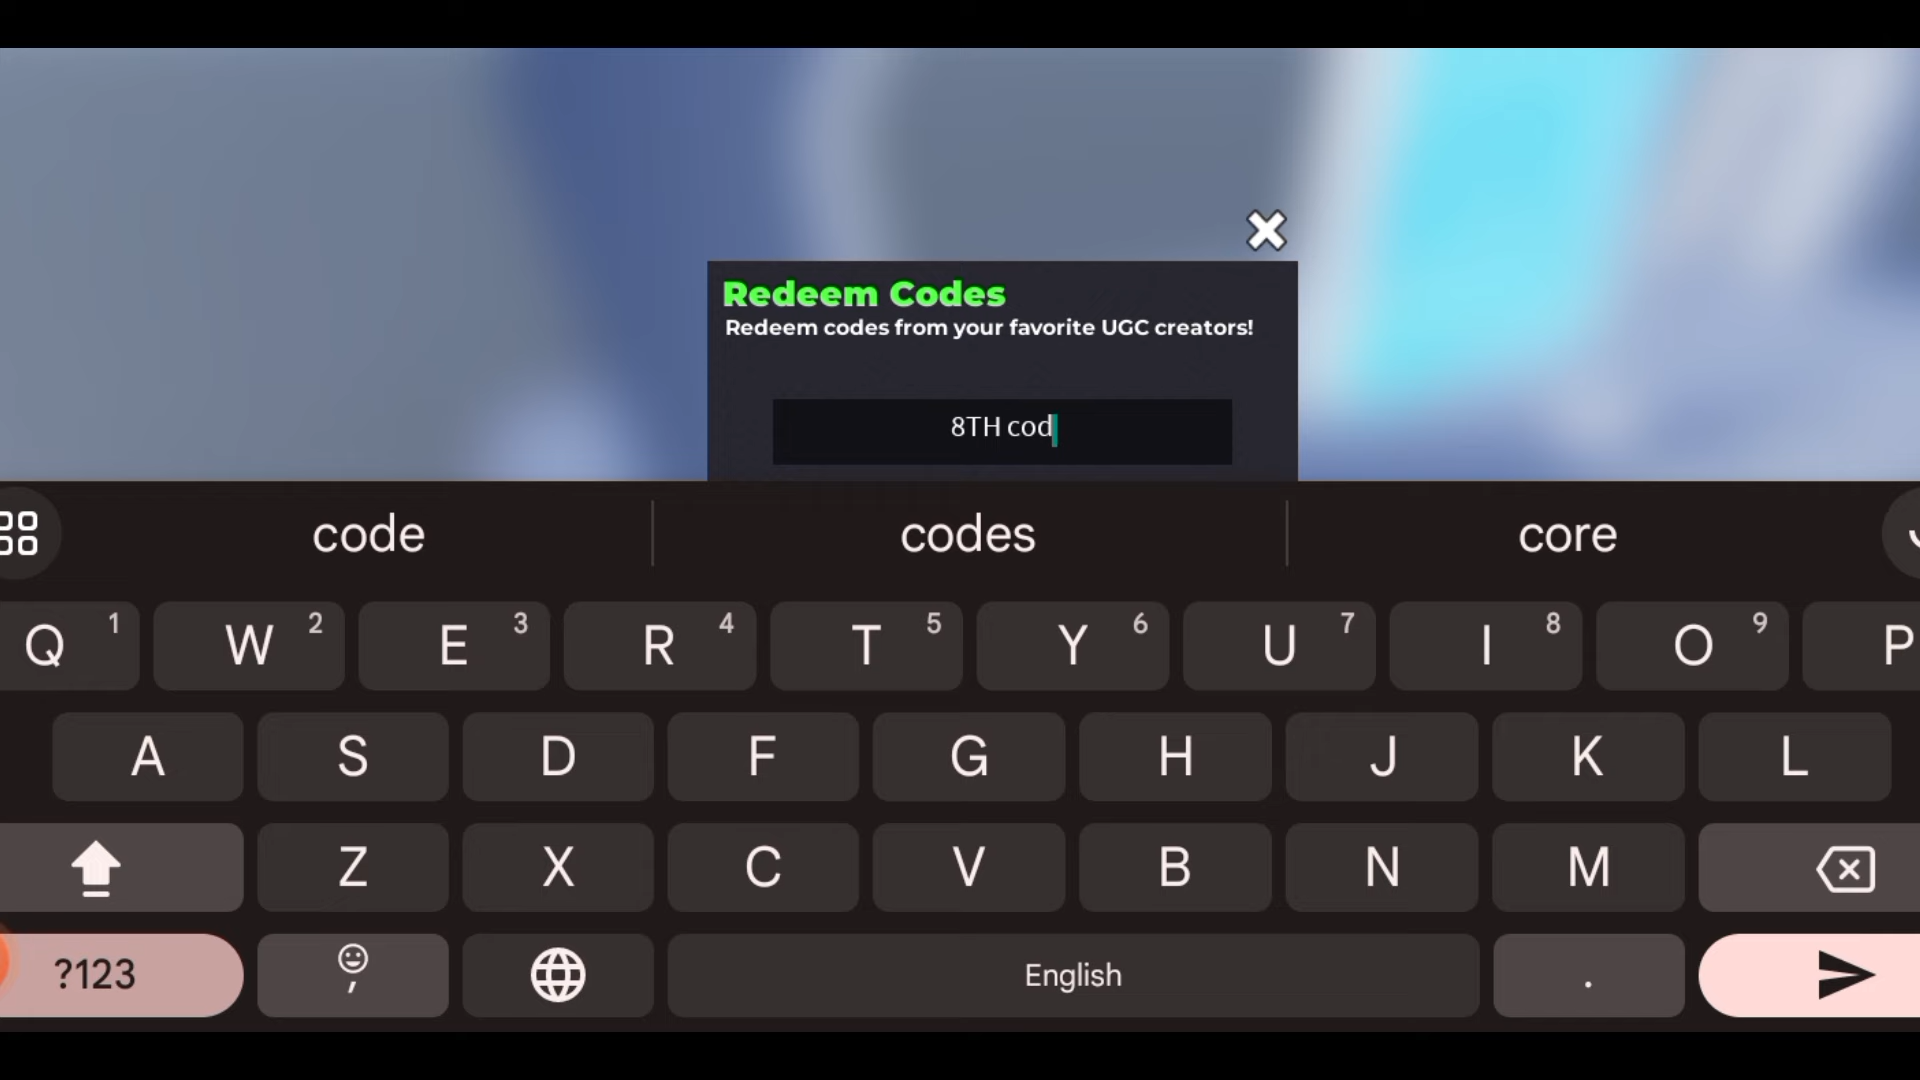 Redeem Codes
Redeem codes from your favorite UGC creators!
8TH cod
code codes core
Q 1 W 2 E 3 R 4 T 5 Y 6 U 7 I 8 O 9 P
A S D F G H J K L
Z X C V B N M
?123 , English .